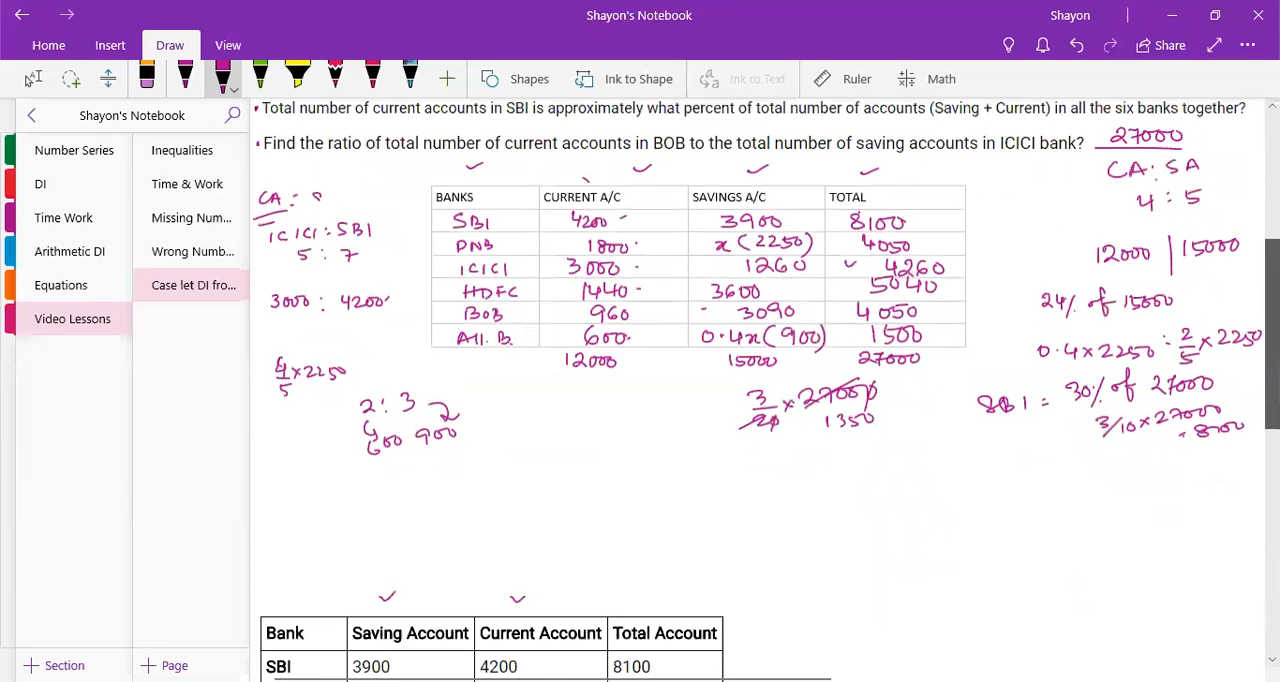 Shayon's Notebook
Shayon
Home Insert Draw View
Share
Shapes Ink to Shape Ink to Text Ruler Math
Shayon's Notebook
Number Series
DI
Time Work
Arithmetic DI
Equations
Video Lessons
Inequalities
Time & Work
Missing Num...
Wrong Numb...
Case let DI fro...
Section
Page
Total number of current accounts in SBI is approximately what percent of total number of accounts (Saving + Current) in all the six banks together?
Find the ratio of total number of current accounts in BOB to the total number of saving accounts in ICICI bank?
27000
CA : SA
4 : 5
12000 | 15000
24% of 15000
0.4 x 2250 : 2/5 x 2250
SBI = 30% of 27000
3/10 x 27000
= 8100
CA :
ICICI : SBI
5 : 7
3000 : 4200
4/5 x 2250
2 : 3
600 900
BANKS CURRENT A/C SAVINGS A/C TOTAL
SBI 4200 3900 8100
PNB 1800 x (2250) 4050
ICICI 3000 1260 4260
HDFC 1440 3600 5040
BOB 960 3090 4050
All. B. 600 0.4x (900) 1500
12000 15000 27000
3/20 x 27000
1350
Bank Saving Account Current Account Total Account
SBI 3900 4200 8100